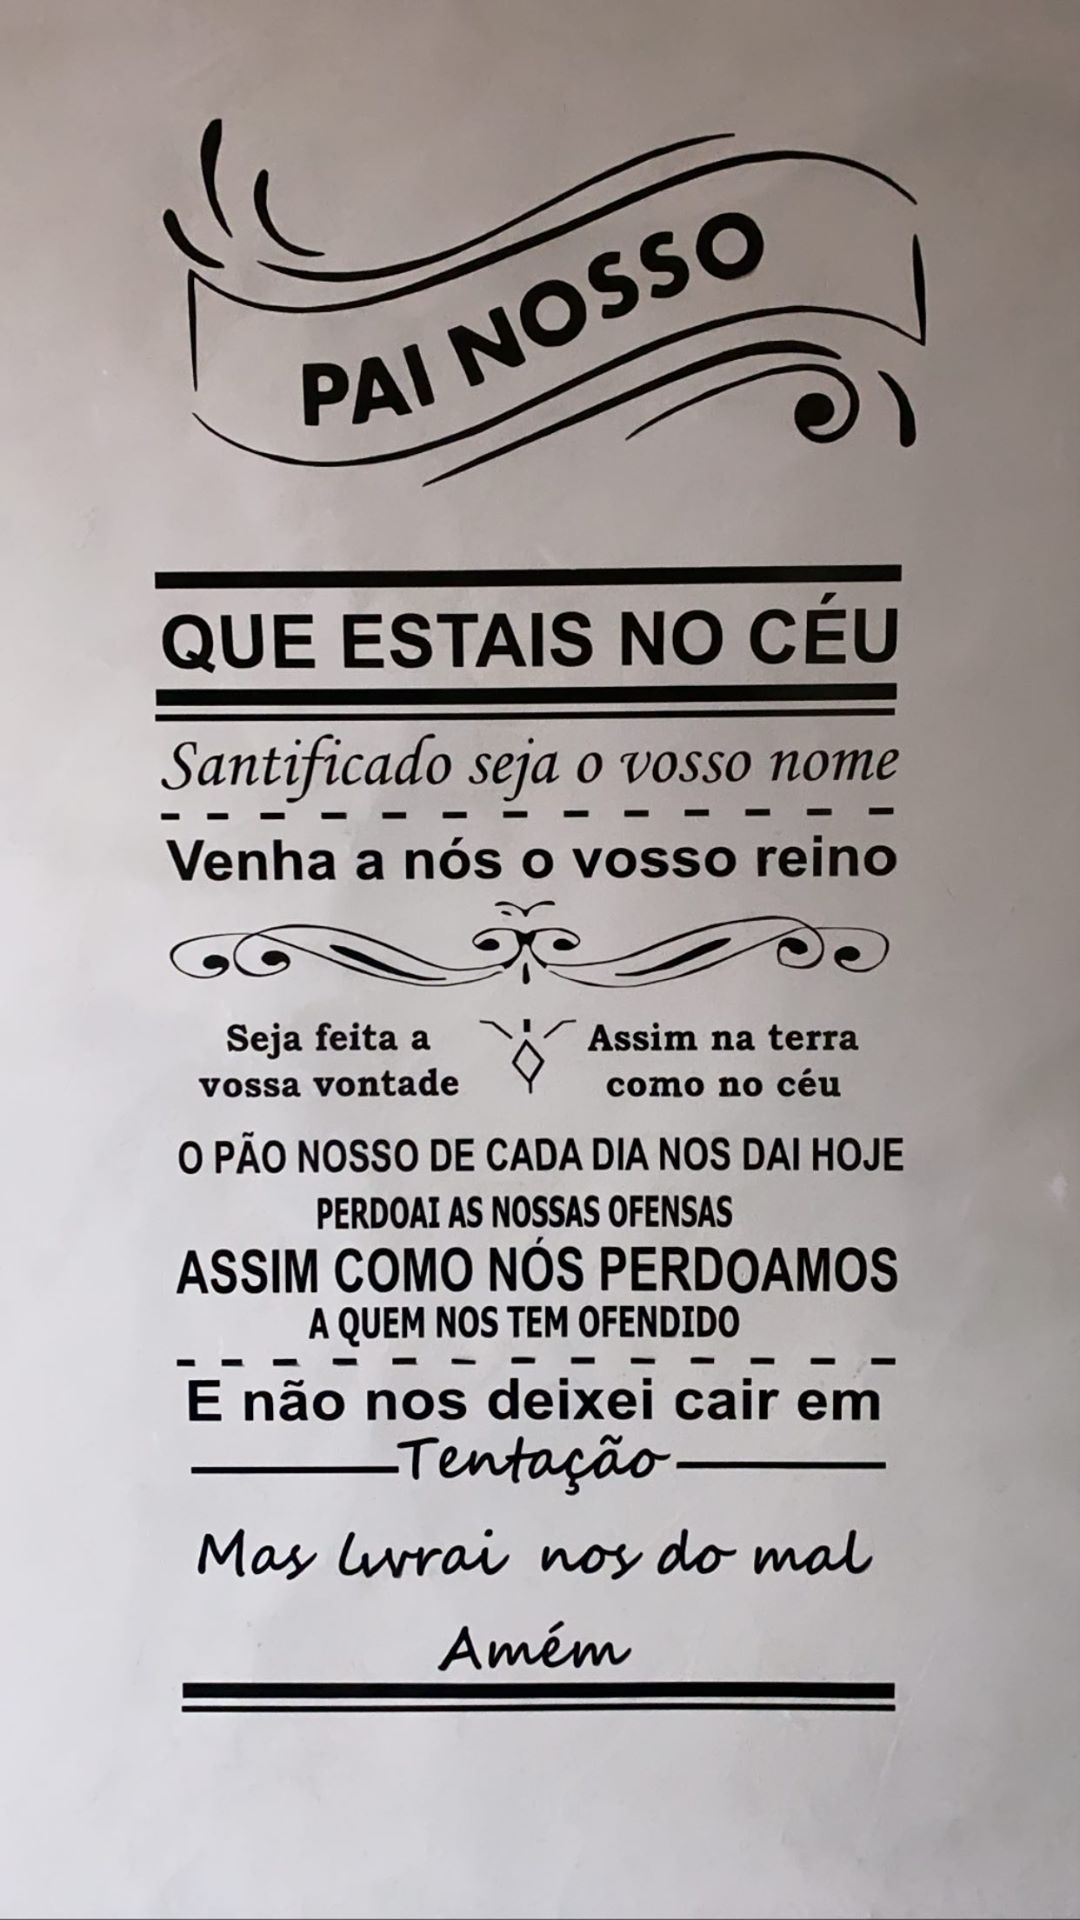 PAI NOSSO
QUE ESTAIS NO CÉU
Santificado seja o vosso nome
Venha a nós o vosso reino
Seja feita a
vossa vontade
Assim na terra
como no céu
O PÃO NOSSO DE CADA DIA NOS DAI HOJE
PERDOAI AS NOSSAS OFENSAS
ASSIM COMO NÓS PERDOAMOS
A QUEM NOS TEM OFENDIDO
E não nos deixei cair em
Tentação
Mas livrai nos do mal
Amém